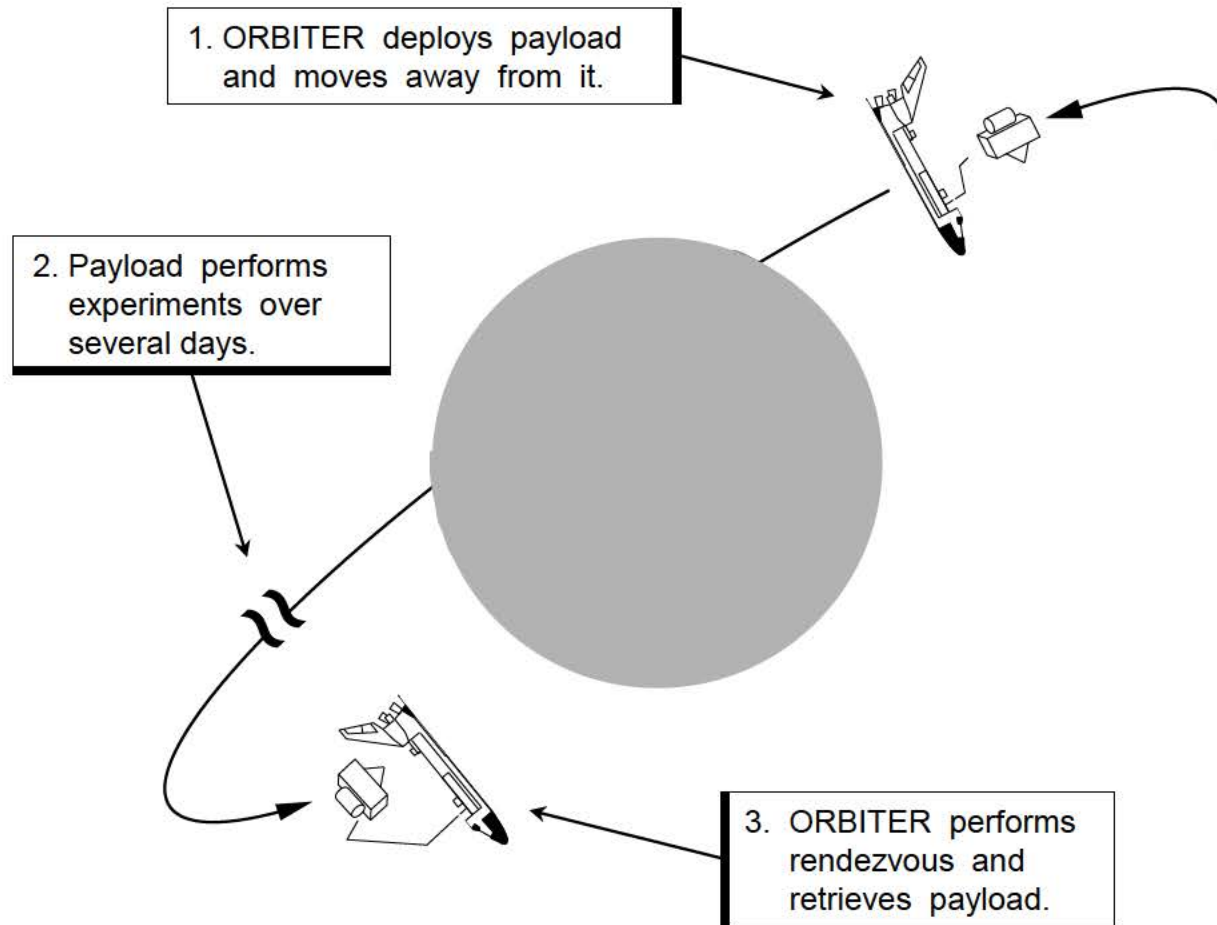 1. ORBITER deploys payload
and moves away from it.
2. Payload performs
experiments over
several days.
3. ORBITER performs
rendezvous and
retrieves payload.